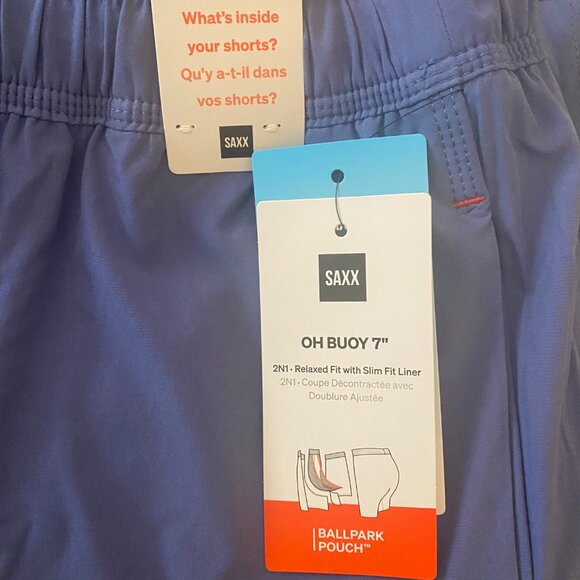 What's inside
your shorts?
Qu'y a-t-il dans
vos shorts?
SAXX
SAXX
OH BUOY 7"
2N1 • Relaxed Fit with Slim Fit Liner
2N1 • Coupe Décontractée avec
Doublure Ajustée
BALLPARK
POUCH™